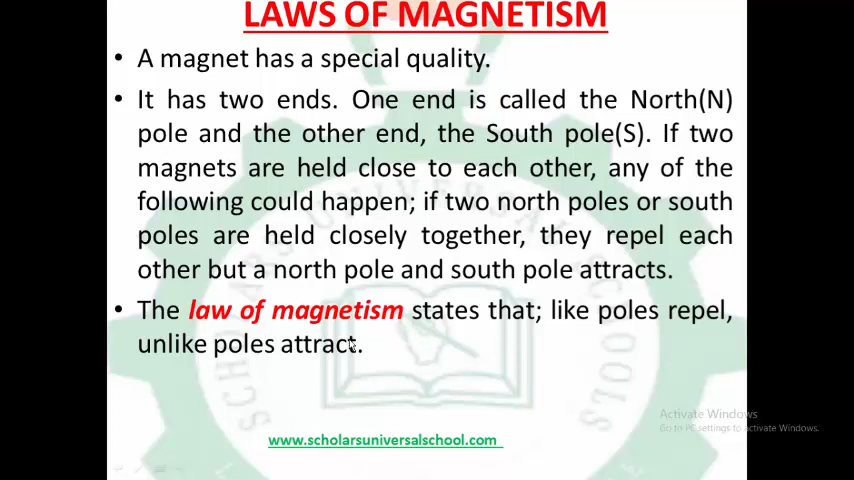 LAWS OF MAGNETISM
• A magnet has a special quality.
• It has two ends. One end is called the North(N)
pole and the other end, the South pole(S). If two
magnets are held close to each other, any of the
following could happen; if two north poles or south
poles are held closely together, they repel each
other but a north pole and south pole attracts.
• The law of magnetism states that; like poles repel,
unlike poles attract.
SCHOLARS UNIVERSAL SCHOOLS
Activate Windows
Go to PC settings to activate Windows.
www.scholarsuniversalschool.com